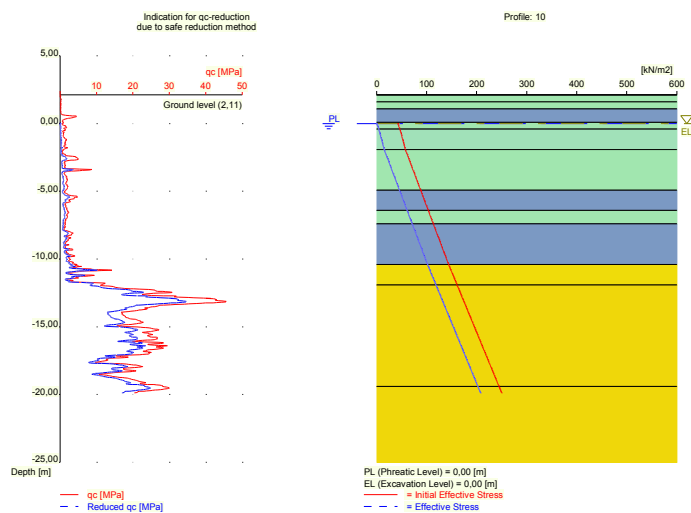 Indication for qc-reduction
due to safe reduction method
5,00
qc [MPa]
10 20 30 40 50
Ground level (2,11)
0,00
-5,00
-10,00
-15,00
-20,00
-25,00
Depth [m]
qc [MPa]
Reduced qc [MPa]
Profile: 10
[kN/m2]
0 100 200 300 400 500 600
PL
EL
PL (Phreatic Level) = 0,00 [m]
EL (Excavation Level) = 0,00 [m]
= Initial Effective Stress
= Effective Stress